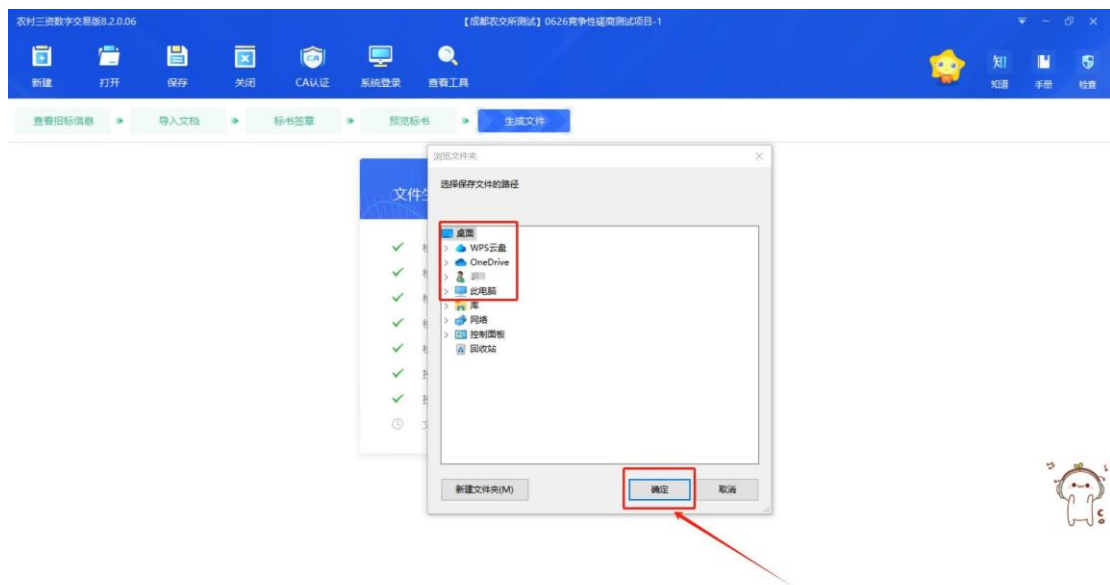 农村三资数字交易版8.2.0.06
【成都农交所测试】0626竞争性磋商测试项目-1
新建 打开 保存 关闭 CA认证 系统登录 查看工具
知道 手册 检查
查看招标信息 导入文档 标书签章 预览标书 生成文件
浏览文件夹
选择保存文件的路径
文件生
桌面
WPS云盘
OneDrive
此电脑
库
网络
控制面板
回收站
新建文件夹(M) 确定 取消